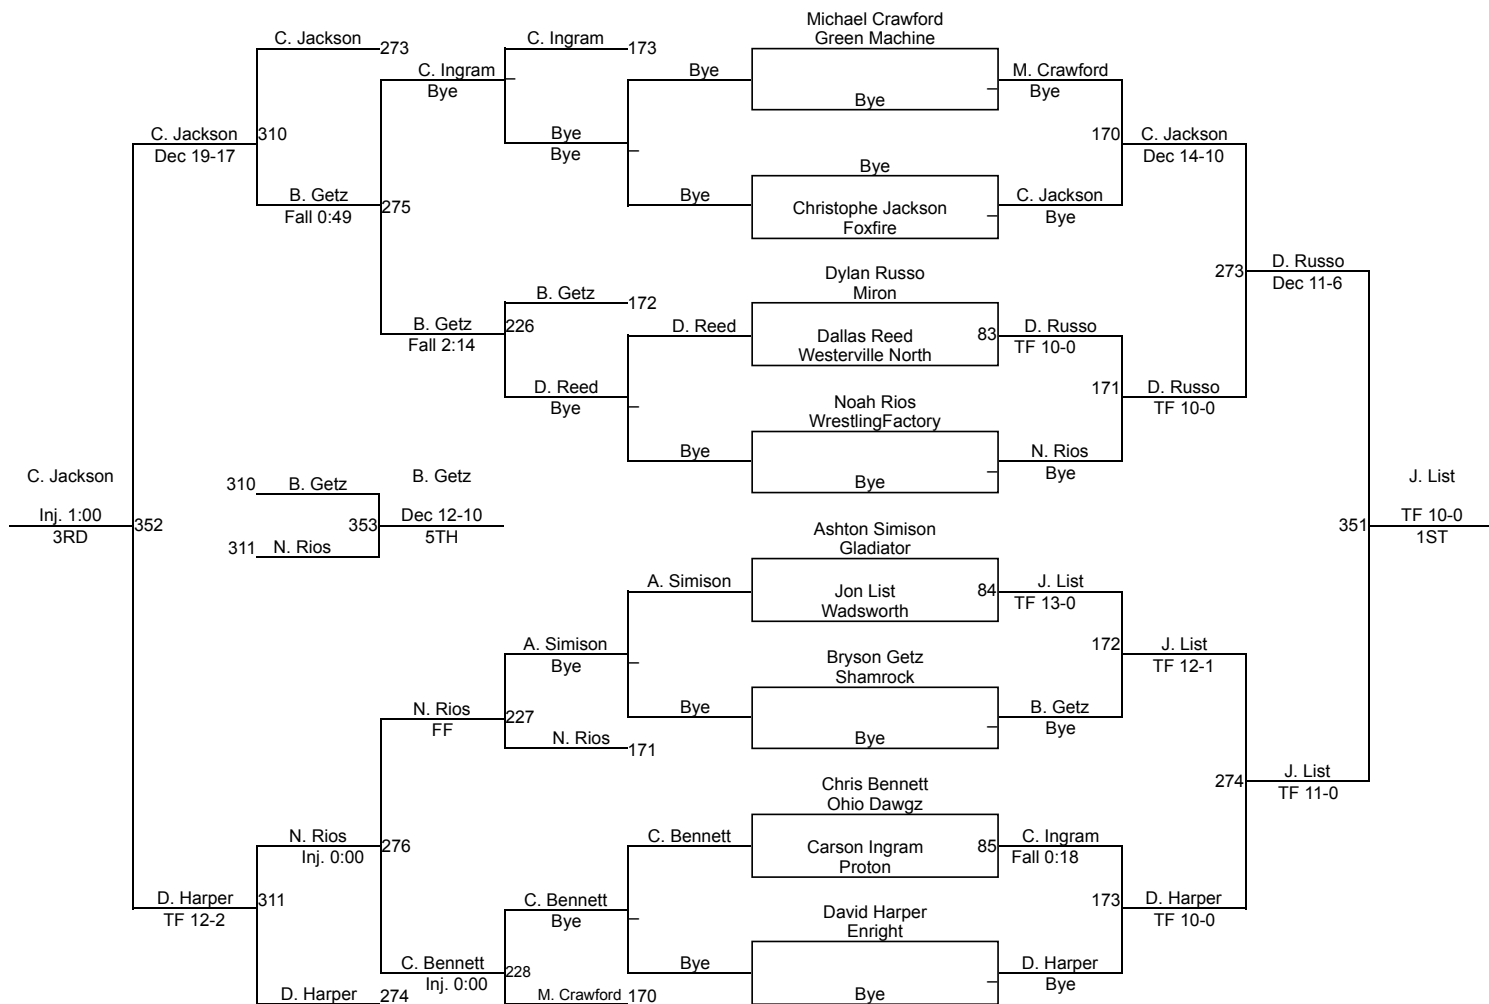 Michael Crawford
Green Machine
C. Jackson
273
C. Ingram
173
C. Ingram
Bye
Bye
Bye
M. Crawford
Bye
C. Jackson
Dec 19-17
310
Bye
Bye
170
C. Jackson
Dec 14-10
Bye
B. Getz
Fall 0:49
275
Bye
Christophe Jackson
Foxfire
C. Jackson
Bye
273
D. Russo
Dec 11-6
Dylan Russo
Miron
B. Getz
172
B. Getz
Fall 2:14
226
D. Reed
Dallas Reed
Westerville North
83
D. Russo
TF 10-0
D. Reed
Bye
171
D. Russo
TF 10-0
Noah Rios
WrestlingFactory
Bye
Bye
N. Rios
Bye
C. Jackson
Inj. 1:00
3RD
352
310
B. Getz
311
N. Rios
353
B. Getz
Dec 12-10
5TH
351
J. List
TF 10-0
1ST
Ashton Simison
Gladiator
A. Simison
Jon List
Wadsworth
84
J. List
TF 13-0
A. Simison
Bye
172
J. List
TF 12-1
Bryson Getz
Shamrock
N. Rios
FF
227
Bye
Bye
B. Getz
Bye
N. Rios
171
274
J. List
TF 11-0
Chris Bennett
Ohio Dawgz
N. Rios
Inj. 0:00
276
C. Bennett
Carson Ingram
Proton
85
C. Ingram
Fall 0:18
D. Harper
TF 12-2
311
C. Bennett
Bye
173
D. Harper
TF 10-0
David Harper
Enright
C. Bennett
Inj. 0:00
228
Bye
Bye
D. Harper
Bye
D. Harper
274
M. Crawford
170